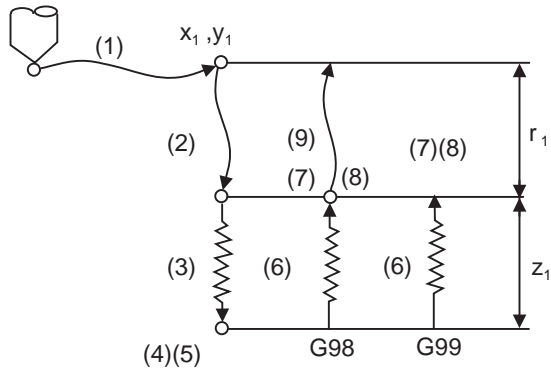 (1)
x1 ,y1
(2)
(9)
(7)(8)
r1
(7)
(8)
(3)
(6)
(6)
z1
(4)(5)
G98
G99